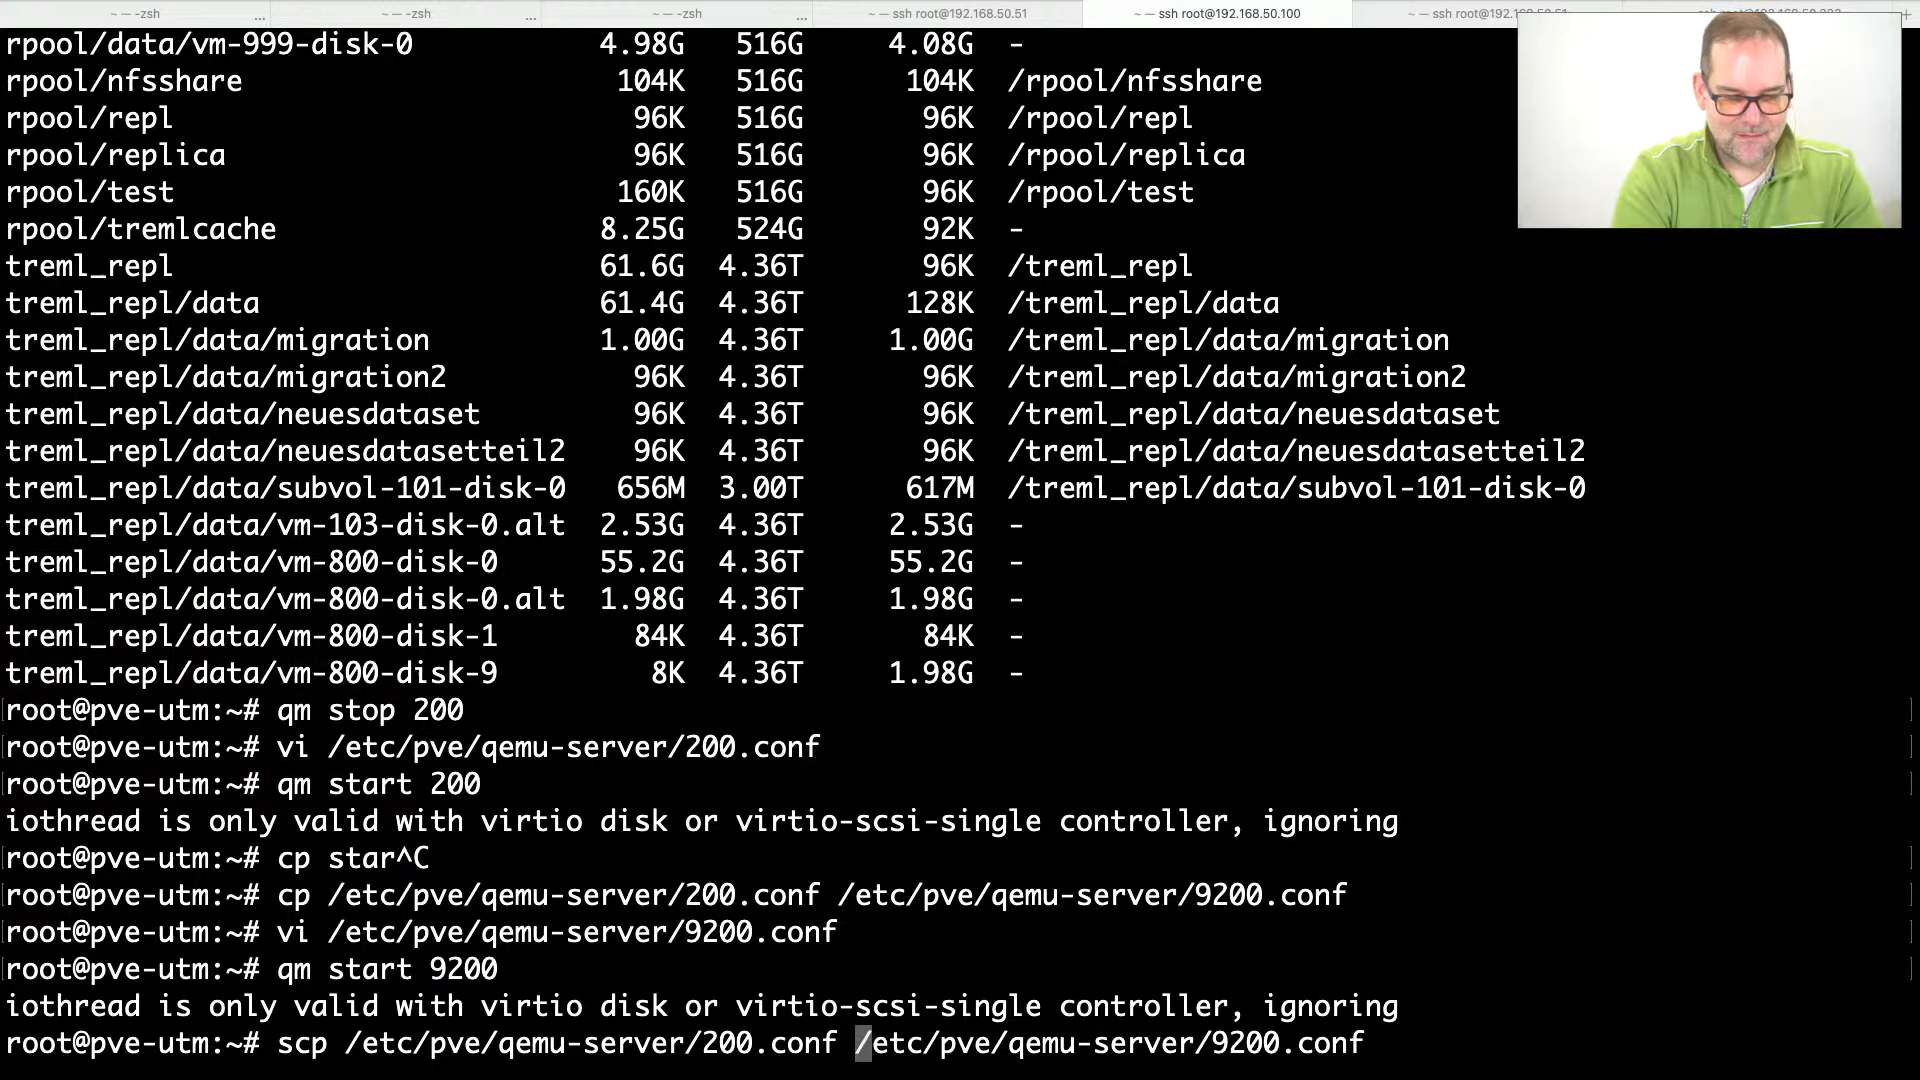 ~ — -zsh ... ~ — -zsh ... ~ — -zsh ... ~ — ssh root@192.168.50.51 ~ — ssh root@192.168.50.100 ~ — ssh root@192.168.50.51
rpool/data/vm-999-disk-0 4.98G 516G 4.08G -
rpool/nfsshare 104K 516G 104K /rpool/nfsshare
rpool/repl 96K 516G 96K /rpool/repl
rpool/replica 96K 516G 96K /rpool/replica
rpool/test 160K 516G 96K /rpool/test
rpool/tremlcache 8.25G 524G 92K -
treml_repl 61.6G 4.36T 96K /treml_repl
treml_repl/data 61.4G 4.36T 128K /treml_repl/data
treml_repl/data/migration 1.00G 4.36T 1.00G /treml_repl/data/migration
treml_repl/data/migration2 96K 4.36T 96K /treml_repl/data/migration2
treml_repl/data/neuesdataset 96K 4.36T 96K /treml_repl/data/neuesdataset
treml_repl/data/neuesdatasetteil2 96K 4.36T 96K /treml_repl/data/neuesdatasetteil2
treml_repl/data/subvol-101-disk-0 656M 3.00T 617M /treml_repl/data/subvol-101-disk-0
treml_repl/data/vm-103-disk-0.alt 2.53G 4.36T 2.53G -
treml_repl/data/vm-800-disk-0 55.2G 4.36T 55.2G -
treml_repl/data/vm-800-disk-0.alt 1.98G 4.36T 1.98G -
treml_repl/data/vm-800-disk-1 84K 4.36T 84K -
treml_repl/data/vm-800-disk-9 8K 4.36T 1.98G -
[root@pve-utm:~# qm stop 200 ]
[root@pve-utm:~# vi /etc/pve/qemu-server/200.conf ]
[root@pve-utm:~# qm start 200 ]
iothread is only valid with virtio disk or virtio-scsi-single controller, ignoring
[root@pve-utm:~# cp star^C ]
[root@pve-utm:~# cp /etc/pve/qemu-server/200.conf /etc/pve/qemu-server/9200.conf ]
[root@pve-utm:~# vi /etc/pve/qemu-server/9200.conf ]
[root@pve-utm:~# qm start 9200 ]
iothread is only valid with virtio disk or virtio-scsi-single controller, ignoring
root@pve-utm:~# scp /etc/pve/qemu-server/200.conf /etc/pve/qemu-server/9200.conf